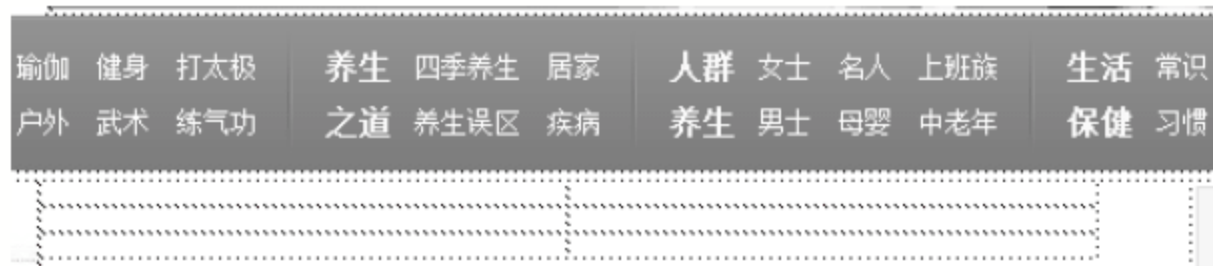 瑜伽 健身 打太极 养生 四季养生 居家 人群 女士 名人 上班族 生活 常识
户外 武术 练气功 之道 养生误区 疾病 养生 男士 母婴 中老年 保健 习惯